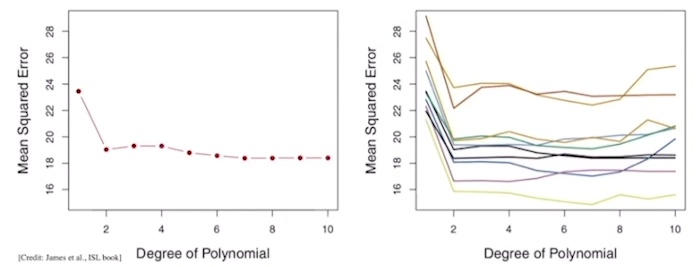 Mean Squared Error
28
26
24
22
20
18
16
2 4 6 8 10
Degree of Polynomial
[Credit: James et al., ISL book]
Mean Squared Error
28
26
24
22
20
18
16
2 4 6 8 10
Degree of Polynomial